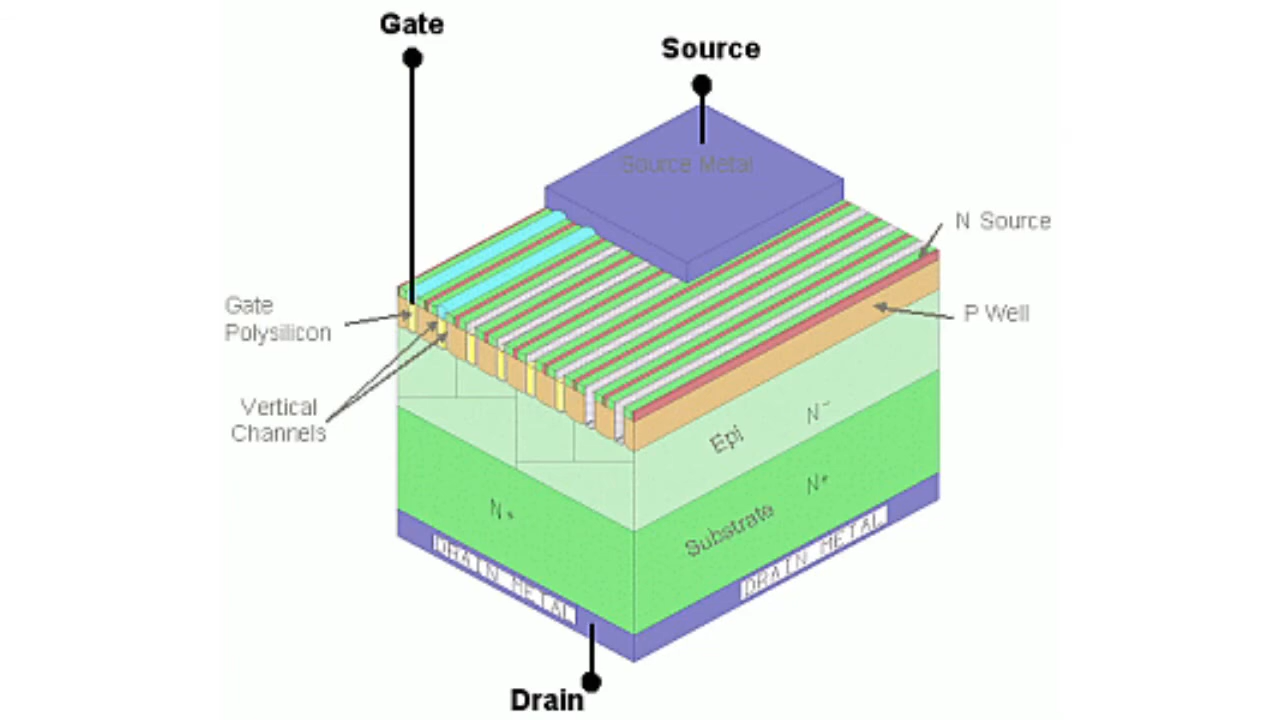 Gate
Source
Source Metal
N Source
Gate
Polysilicon
P Well
Vertical
Channels
Epi
N-
N+
N+
Substrate
DRAIN METAL
DRAIN METAL
Drain